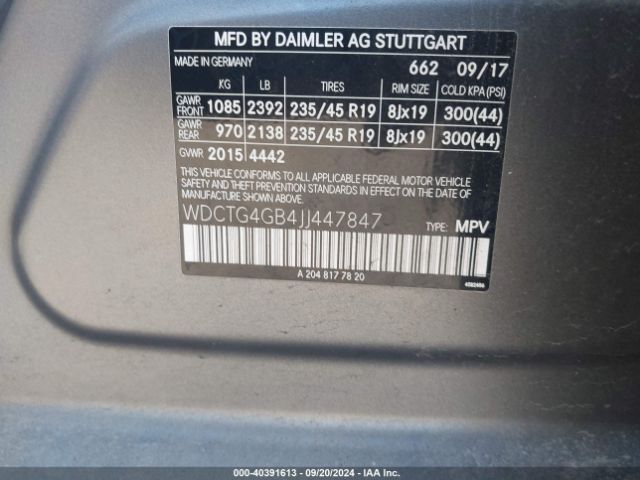 MFD BY DAIMLER AG STUTTGART
MADE IN GERMANY 662 09/17
KG LB TIRES RIM SIZE COLD KPA (PSI)
GAWR FRONT 1085 2392 235/45 R19 8Jx19 300(44)
GAWR REAR 970 2138 235/45 R19 8Jx19 300(44)
GVWR 2015 4442
THIS VEHICLE CONFORMS TO ALL APPLICABLE FEDERAL MOTOR VEHICLE
SAFETY, BUMPER, AND THEFT PREVENTION STANDARDS IN EFFECT ON THE DATE OF
MANUFACTURE SHOWN ABOVE.
WDCTG4GB4JJ447847 TYPE: MPV
A 204 817 78 20
000-40391613 - 09/20/2024 - IAAI.COM